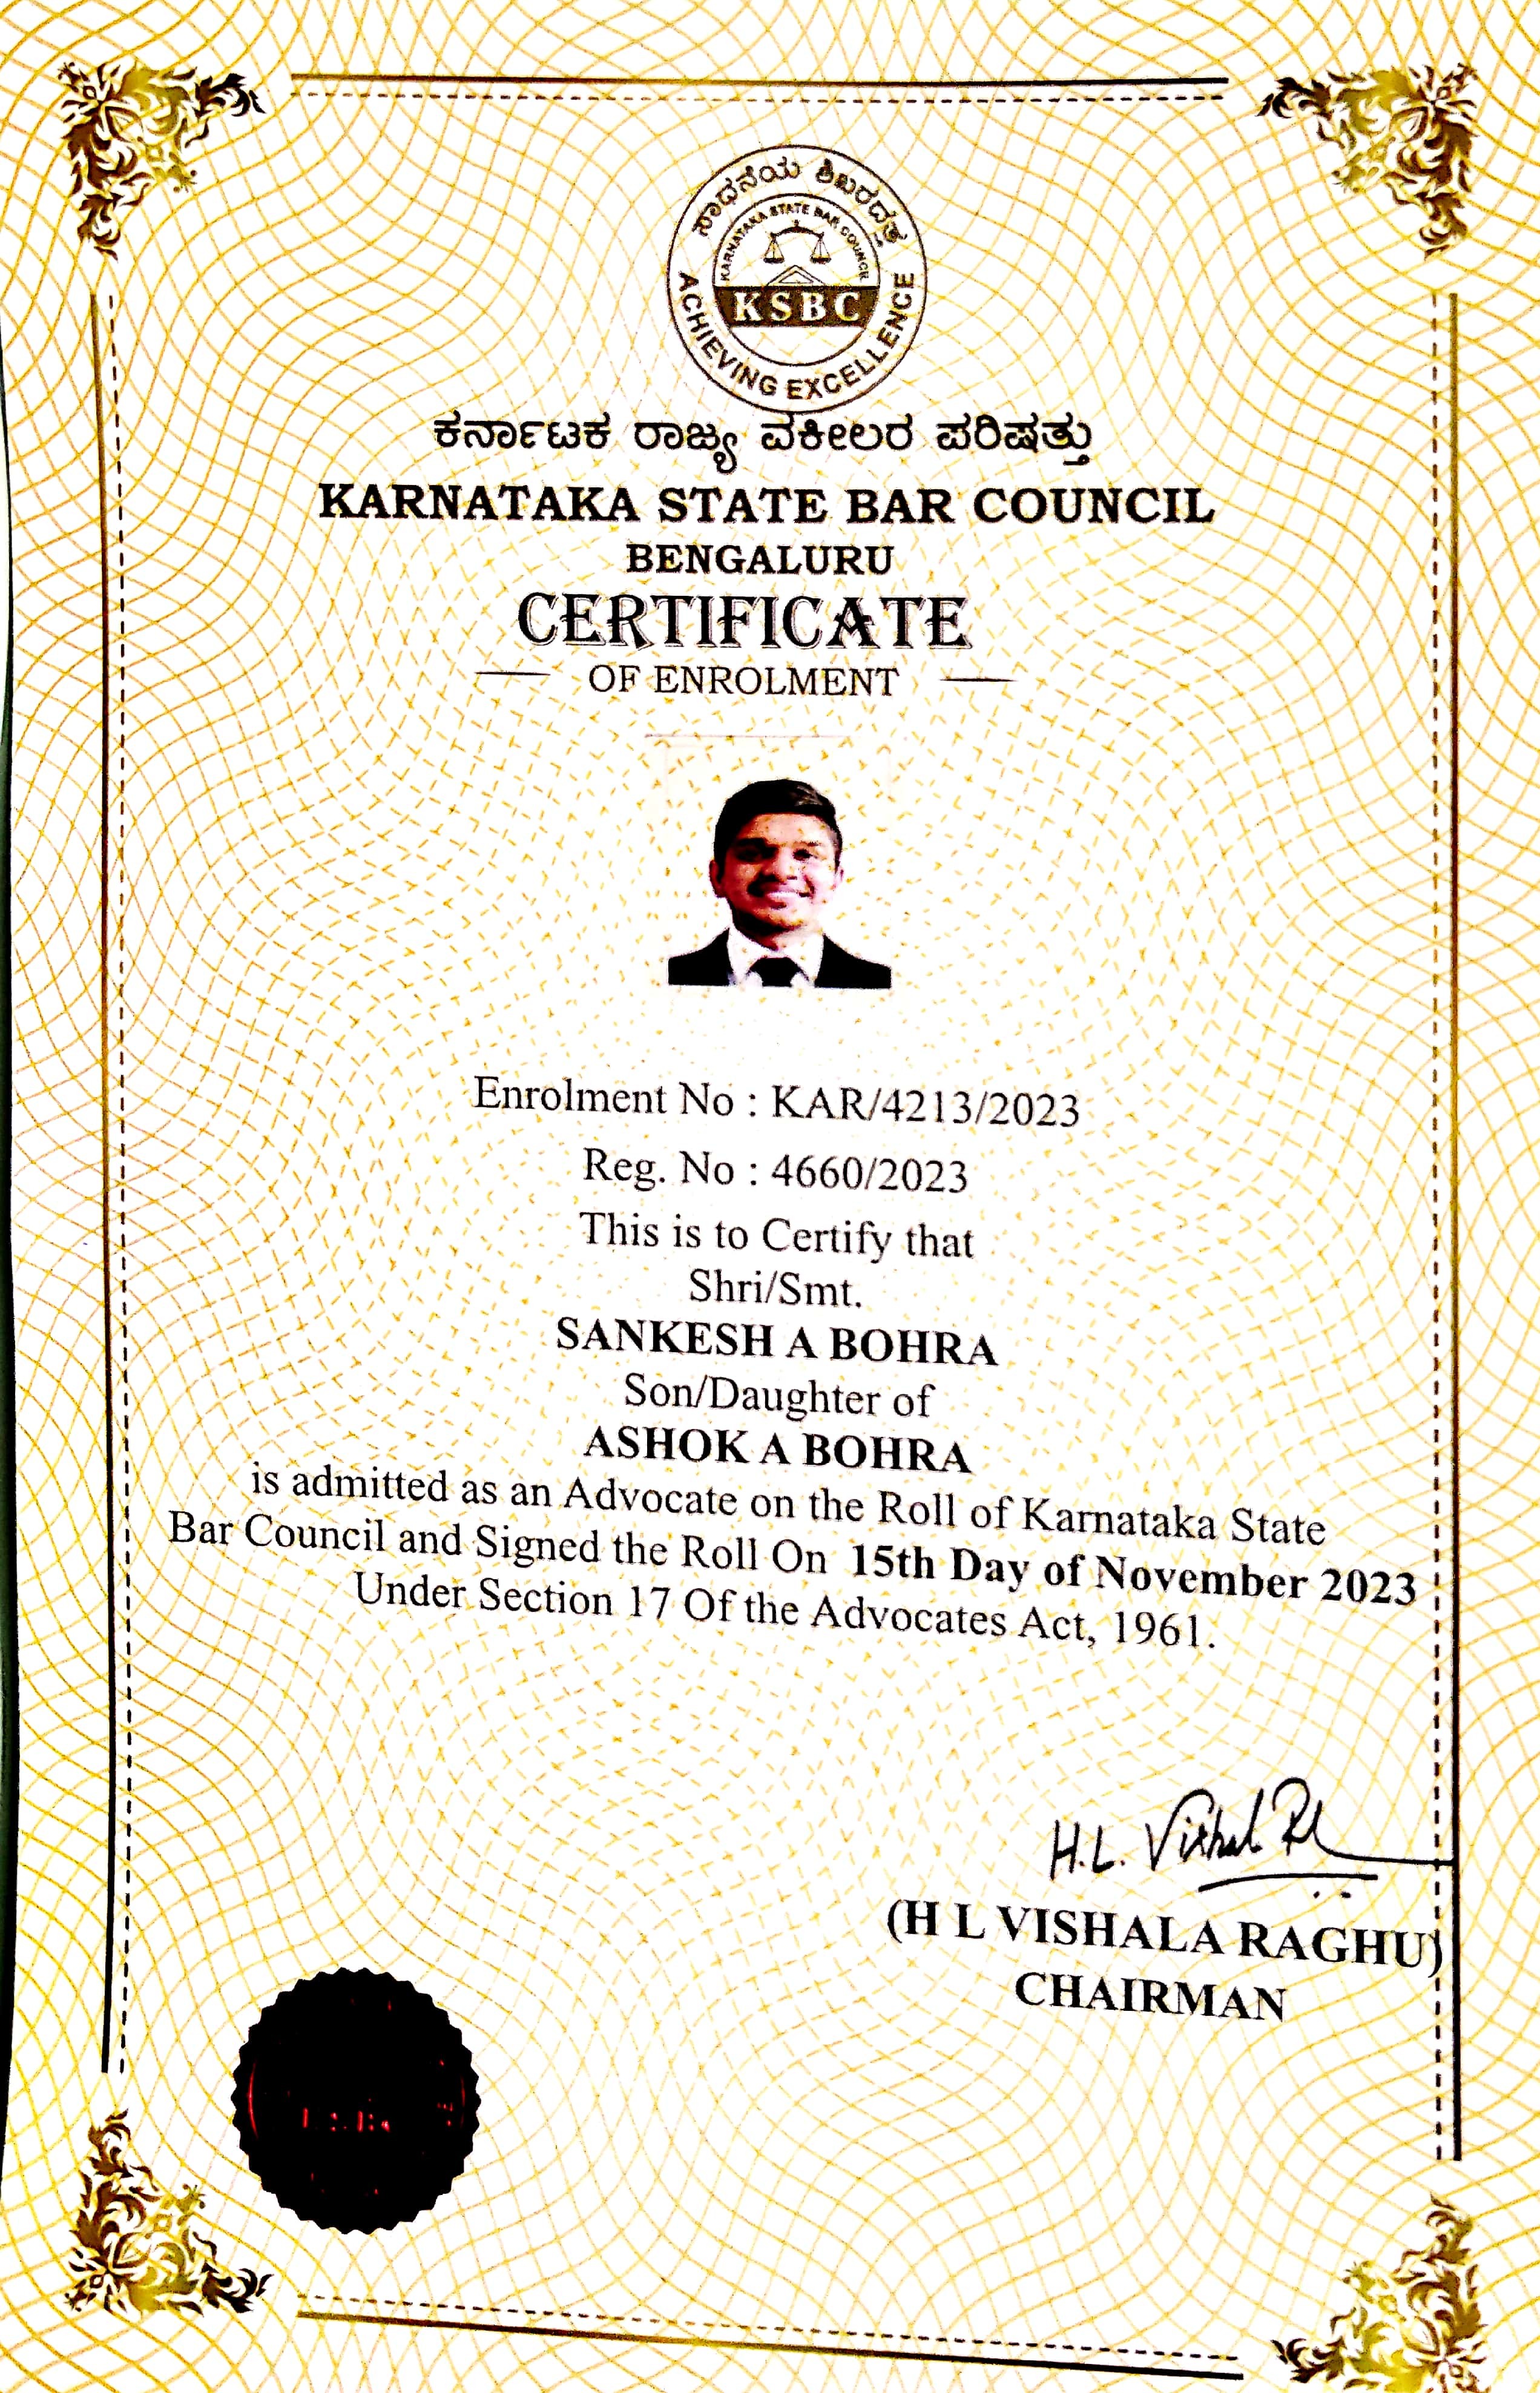 ಸಾಧನೆಯ ಶಿಖರದತ್ತ
KARNATAKA STATE BAR COUNCIL
KSBC
ACHIEVING EXCELLENCE
ಕರ್ನಾಟಕ ರಾಜ್ಯ ವಕೀಲರ ಪರಿಷತ್ತು
KARNATAKA STATE BAR COUNCIL
BENGALURU
CERTIFICATE
OF ENROLMENT
Enrolment No : KAR/4213/2023
Reg. No : 4660/2023
This is to Certify that
Shri/Smt.
SANKESH A BOHRA
Son/Daughter of
ASHOK A BOHRA
is admitted as an Advocate on the Roll of Karnataka State
Bar Council and Signed the Roll On 15th Day of November 2023
Under Section 17 Of the Advocates Act, 1961.
H.L.
(H L VISHALA RAGHU)
CHAIRMAN